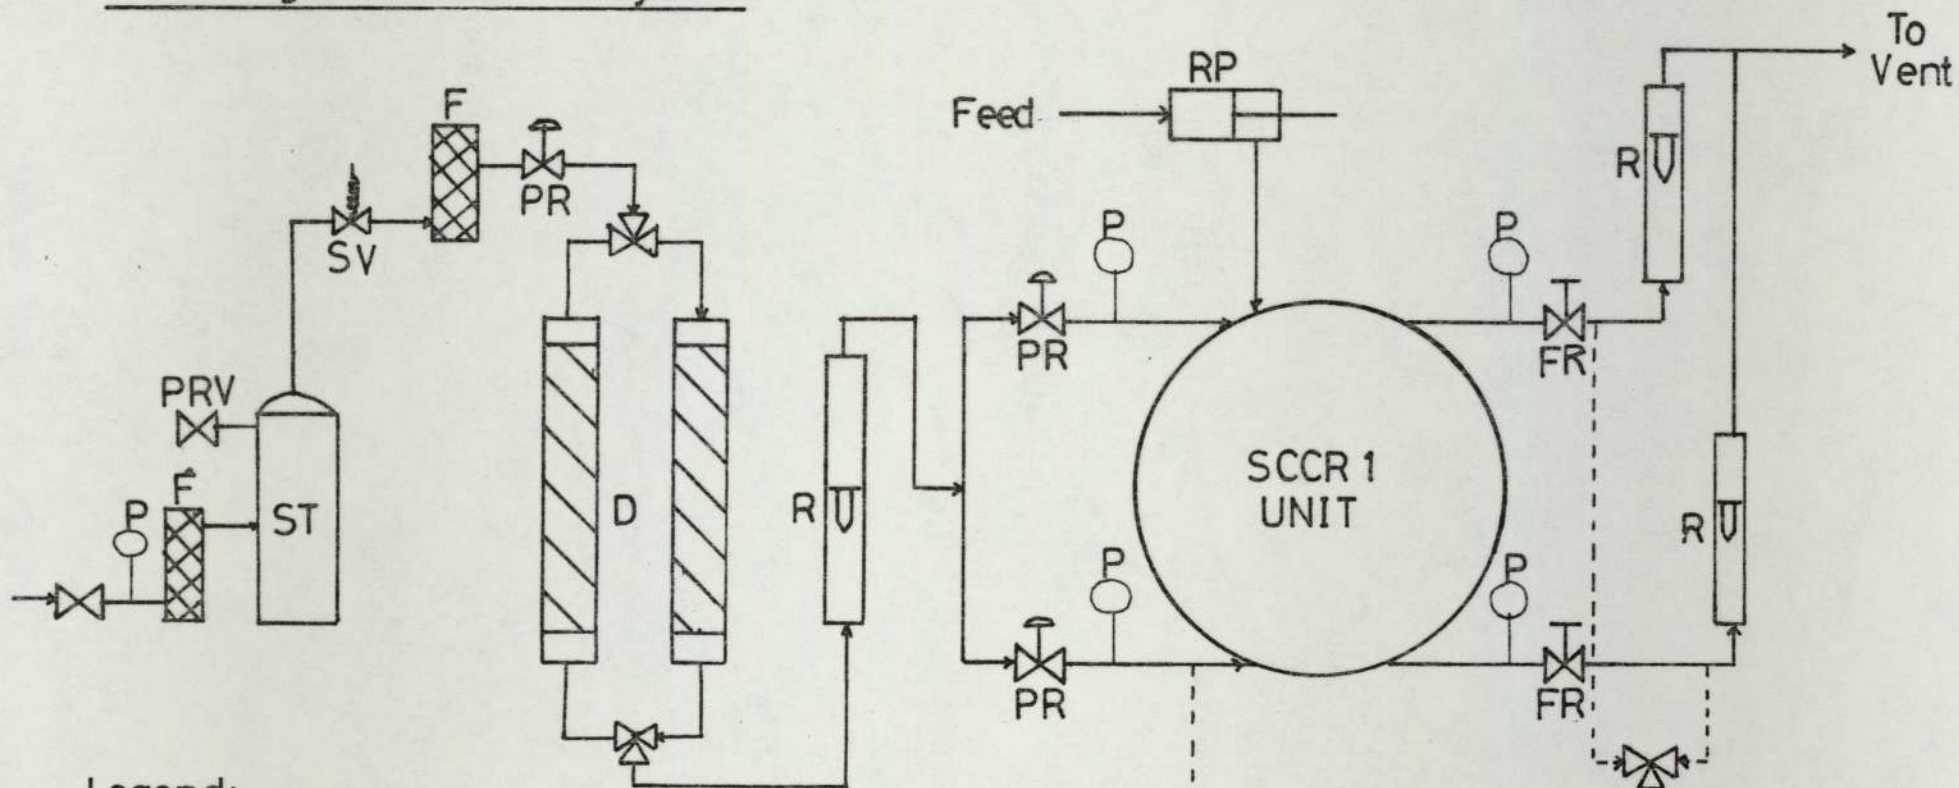 To
Vent
RP
Feed
F
PR
SV
R
P
P
PR
FR
PRV
F
P
ST
D
R
SCCR 1
UNIT
R
P
P
PR
FR
Legend: